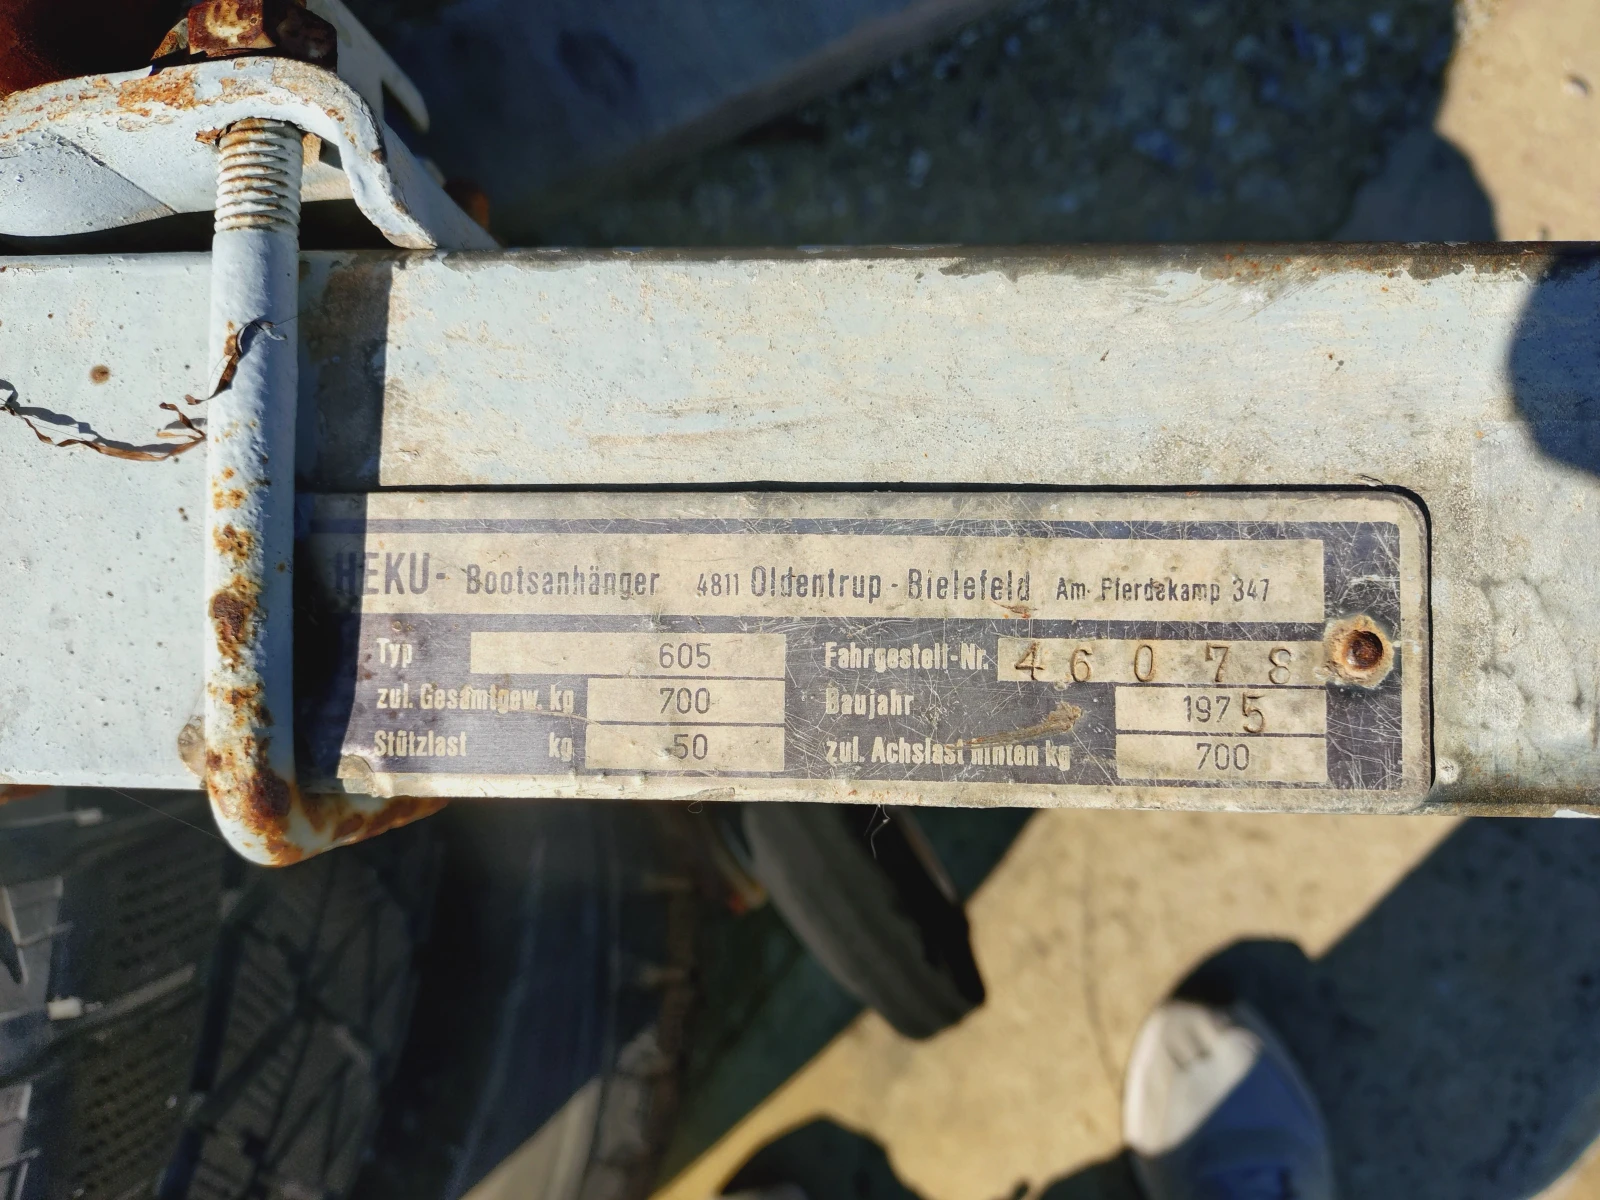 HEKU- Bootsanhänger 4811 Oldentrup - Bielefeld Am Pferdekamp 347
Typ 605 Fahrgestell-Nr. 46078
zul. Gesamtgew. kg 700 Baujahr 1975
Stützlast kg 50 zul. Achslast hinten kg 700